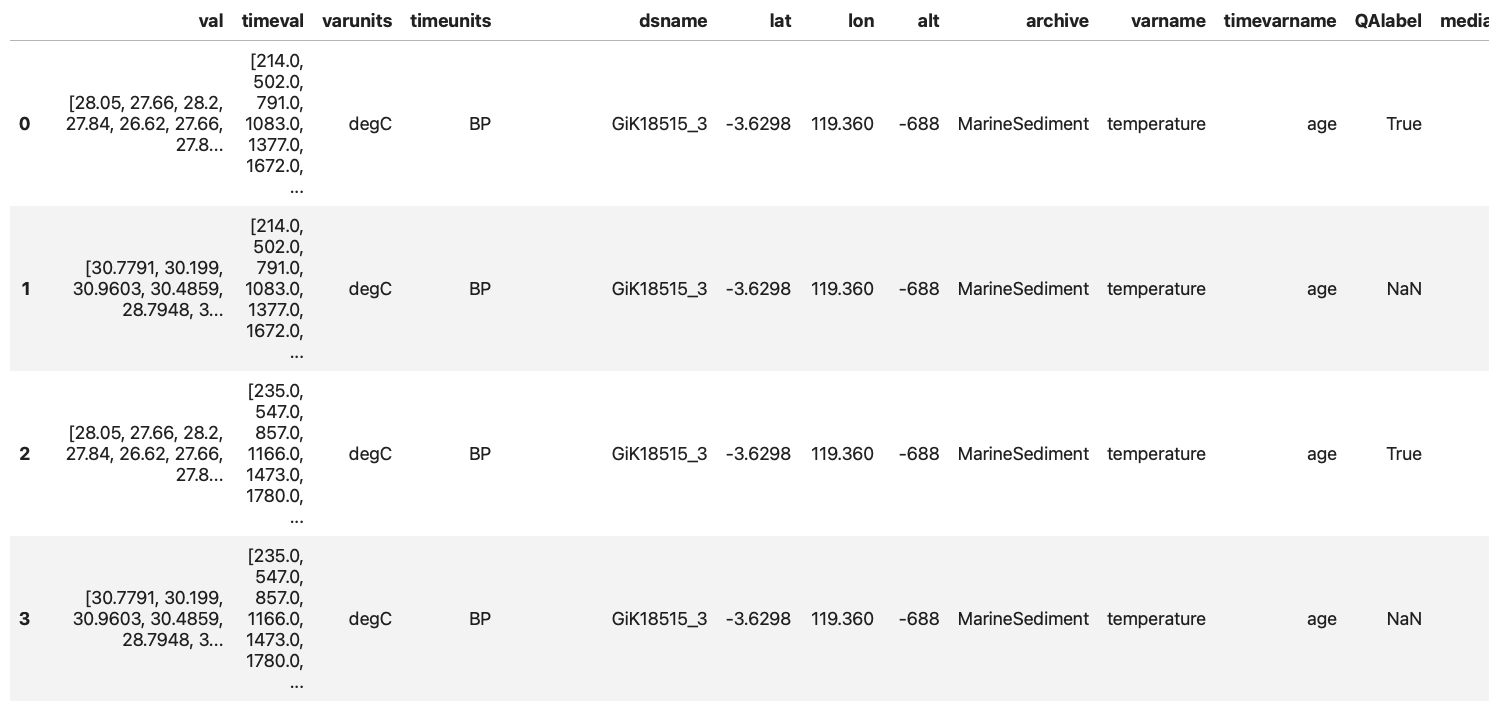 val timeval varunits timeunits dsname lat lon alt archive varname timevarname QAlabel media
[214.0,
502.0,
[28.05, 27.66, 28.2, 791.0,
0 27.84, 26.62, 27.66, 1083.0, degC BP GiK18515_3 -3.6298 119.360 -688 MarineSediment temperature age True
27.8... 1377.0,
1672.0,
...
[214.0,
502.0,
[30.7791, 30.199, 791.0,
1 30.9603, 30.4859, 1083.0, degC BP GiK18515_3 -3.6298 119.360 -688 MarineSediment temperature age NaN
28.7948, 3... 1377.0,
1672.0,
...
[235.0,
547.0,
[28.05, 27.66, 28.2, 857.0,
2 27.84, 26.62, 27.66, 1166.0, degC BP GiK18515_3 -3.6298 119.360 -688 MarineSediment temperature age True
27.8... 1473.0,
1780.0,
...
[235.0,
547.0,
[30.7791, 30.199, 857.0,
3 30.9603, 30.4859, 1166.0, degC BP GiK18515_3 -3.6298 119.360 -688 MarineSediment temperature age NaN
28.7948, 3... 1473.0,
1780.0,
...